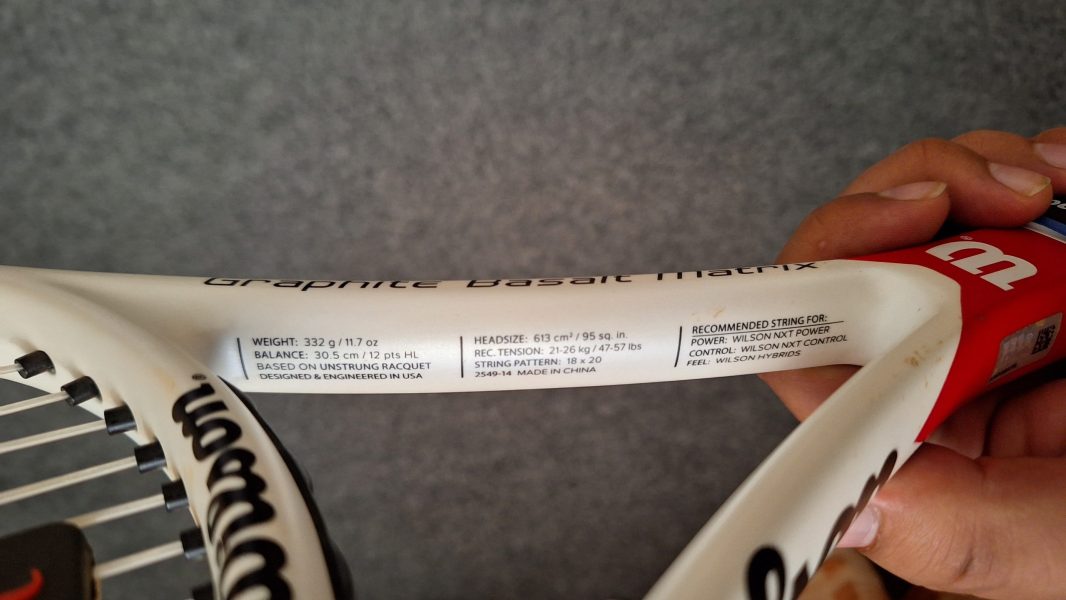 Graphite Basalt Matrix
WEIGHT: 332 g / 11.7 oz
BALANCE: 30.5 cm / 12 pts HL
BASED ON UNSTRUNG RACQUET
DESIGNED & ENGINEERED IN USA
HEADSIZE: 613 cm² / 95 sq. in.
REC. TENSION: 21-26 kg / 47-57 lbs
STRING PATTERN: 18 x 20
2549-14 MADE IN CHINA
RECOMMENDED STRING FOR:
POWER: WILSON NXT POWER
CONTROL: WILSON NXT CONTROL
FEEL: WILSON HYBRIDS
W®